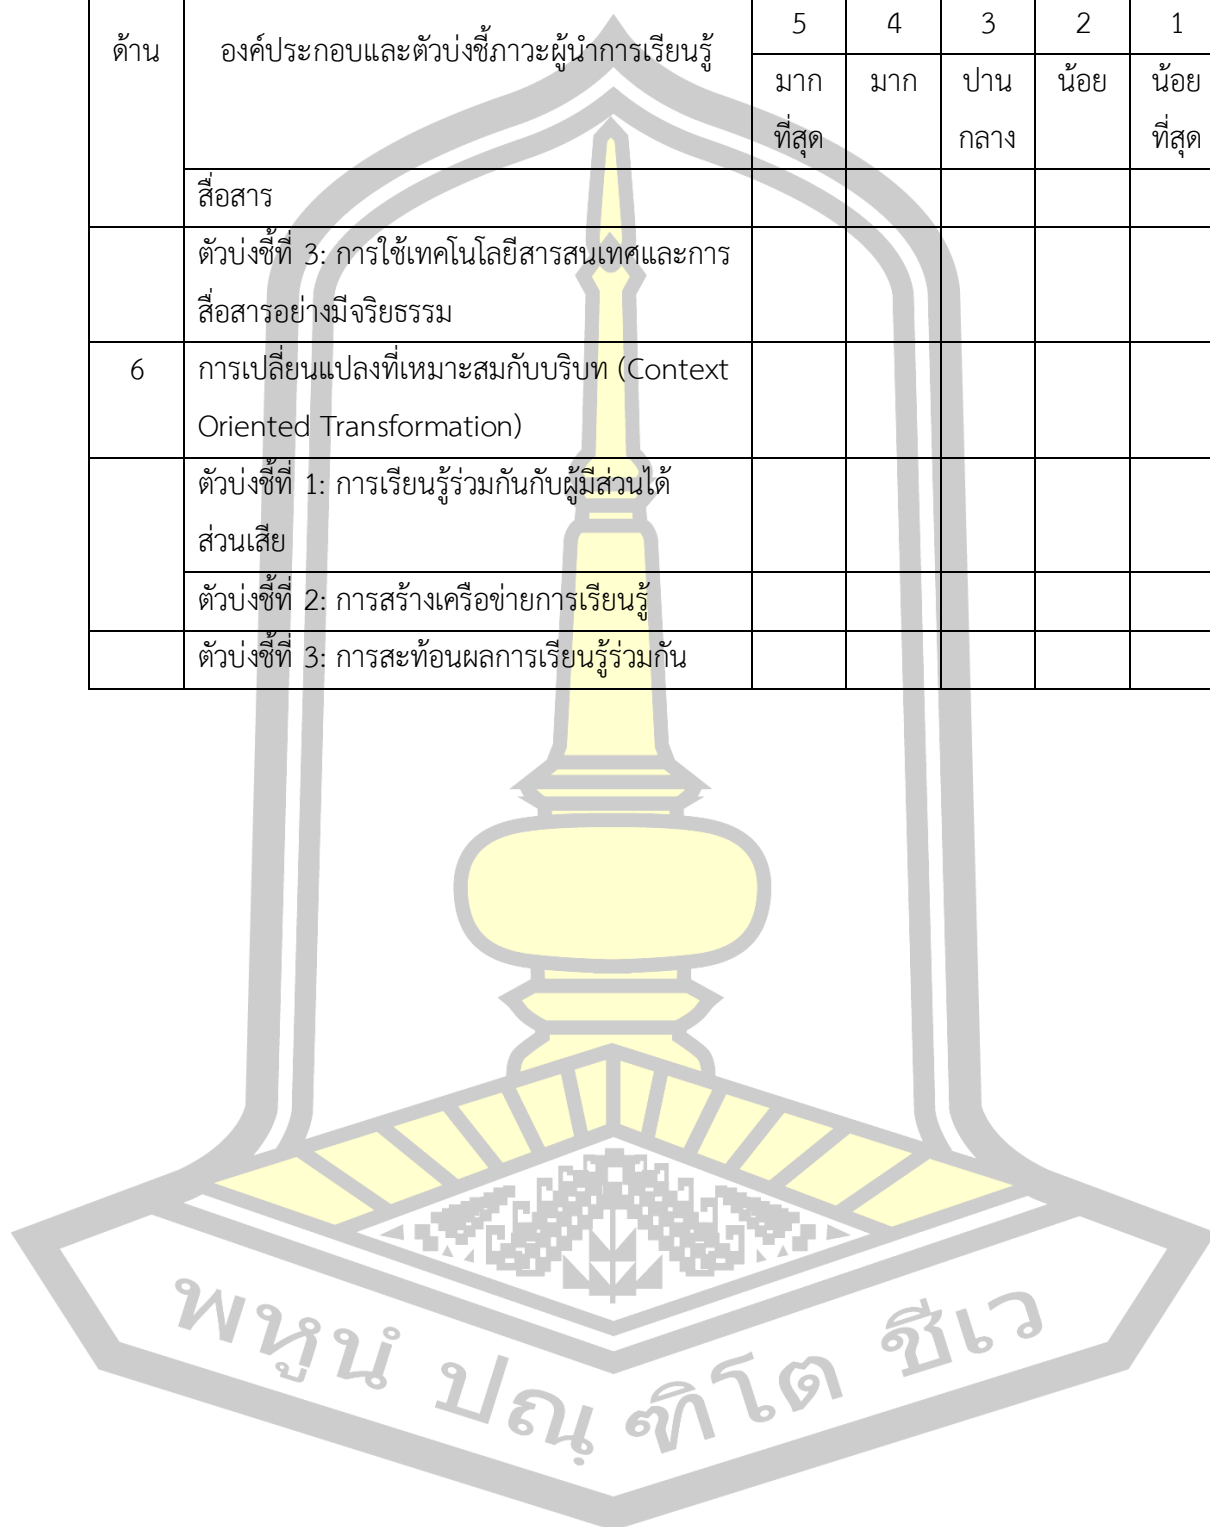 ด้าน องค์ประกอบและตัวบ่งชี้ภาวะผู้นำการเรียนรู้ 5 4 3 2 1
มาก มาก ปาน น้อย น้อย
ที่สุด กลาง ที่สุด
สื่อสาร
ตัวบ่งชี้ที่ 3: การใช้เทคโนโลยีสารสนเทศและการ
สื่อสารอย่างมีจริยธรรม
6 การเปลี่ยนแปลงที่เหมาะสมกับบริบท (Context
Oriented Transformation)
ตัวบ่งชี้ที่ 1: การเรียนรู้ร่วมกันกับผู้มีส่วนได้
ส่วนเสีย
ตัวบ่งชี้ที่ 2: การสร้างเครือข่ายการเรียนรู้
ตัวบ่งชี้ที่ 3: การสะท้อนผลการเรียนรู้ร่วมกัน
พหูนํ ปณฺฑิโต ชีเว